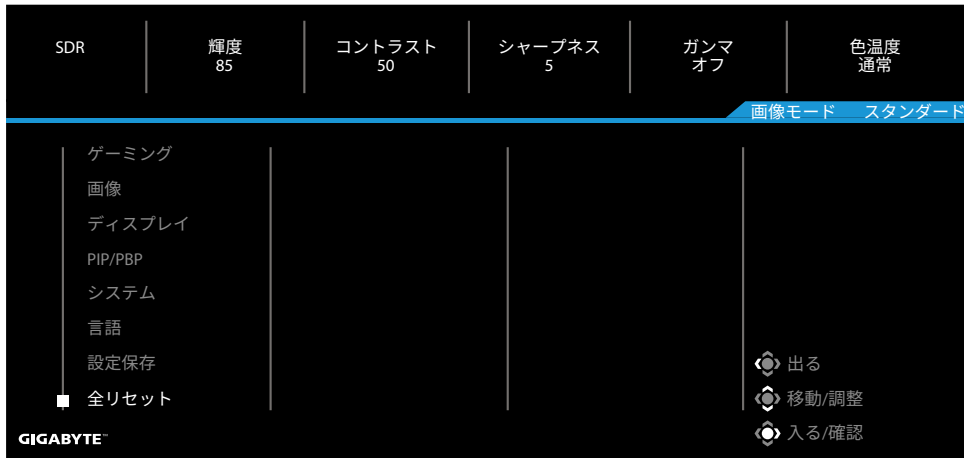 SDR
輝度
85
コントラスト
50
シャープネス
5
ガンマ
オフ
色温度
通常
画像モード スタンダード
ゲーミング
画像
ディスプレイ
PIP/PBP
システム
言語
設定保存
全リセット
出る
移動/調整
入る/確認
GIGABYTE™